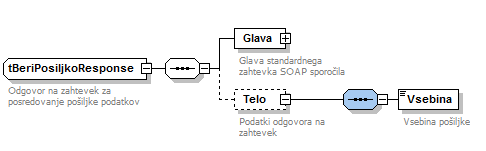 Glava
Glava standardnega
zahtevka SOAP sporočila
tBeriPosiljkoResponse
Odgovor na zahtevek za
posredovanje pošiljke podatkov
Telo
Podatki odgovora na
zahtevek
Vsebina
Vsebina pošiljke